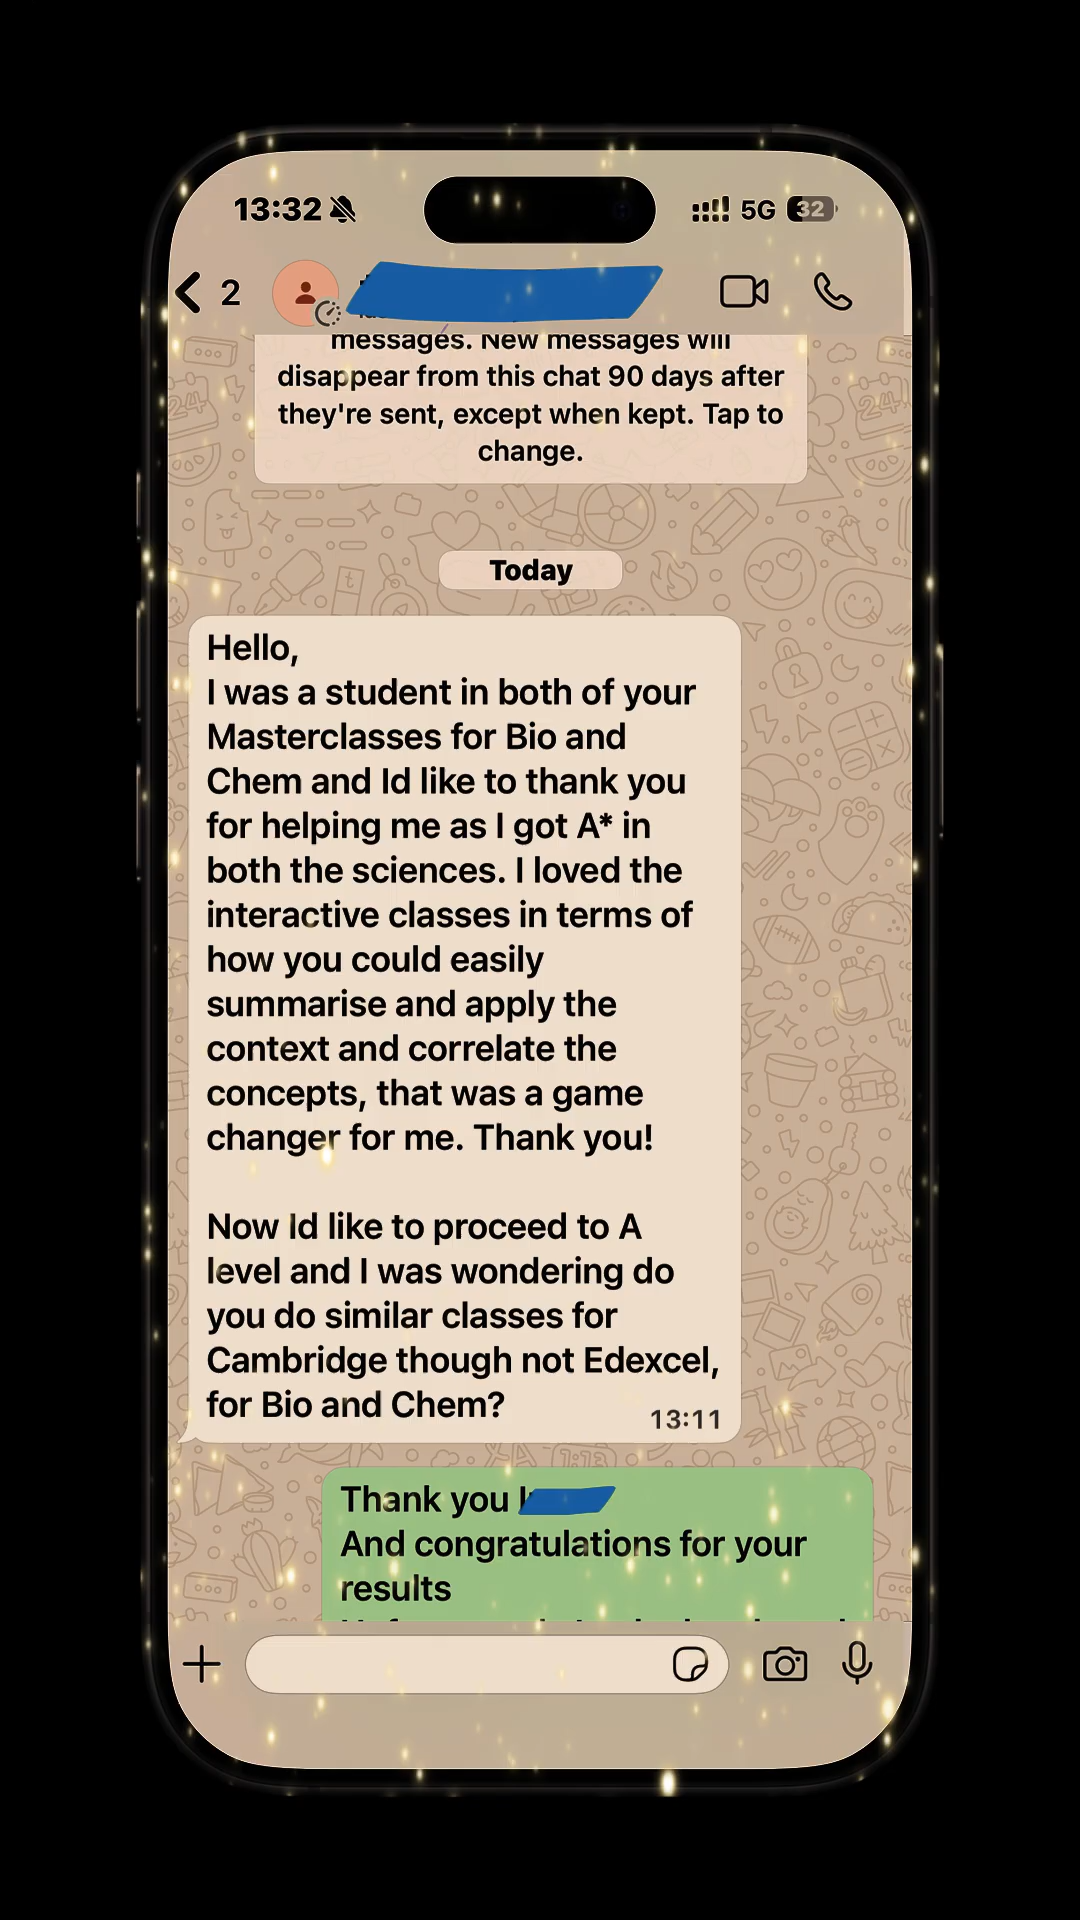 13:32
5G
32
2
messages. New messages will
disappear from this chat 90 days after
they're sent, except when kept. Tap to
change.
Today
Hello,
I was a student in both of your
Masterclasses for Bio and
Chem and Id like to thank you
for helping me as I got A* in
both the sciences. I loved the
interactive classes in terms of
how you could easily
summarise and apply the
context and correlate the
concepts, that was a game
changer for me. Thank you!
Now Id like to proceed to A
level and I was wondering do
you do similar classes for
Cambridge though not Edexcel,
for Bio and Chem?
13:11
Thank you
And congratulations for your
results